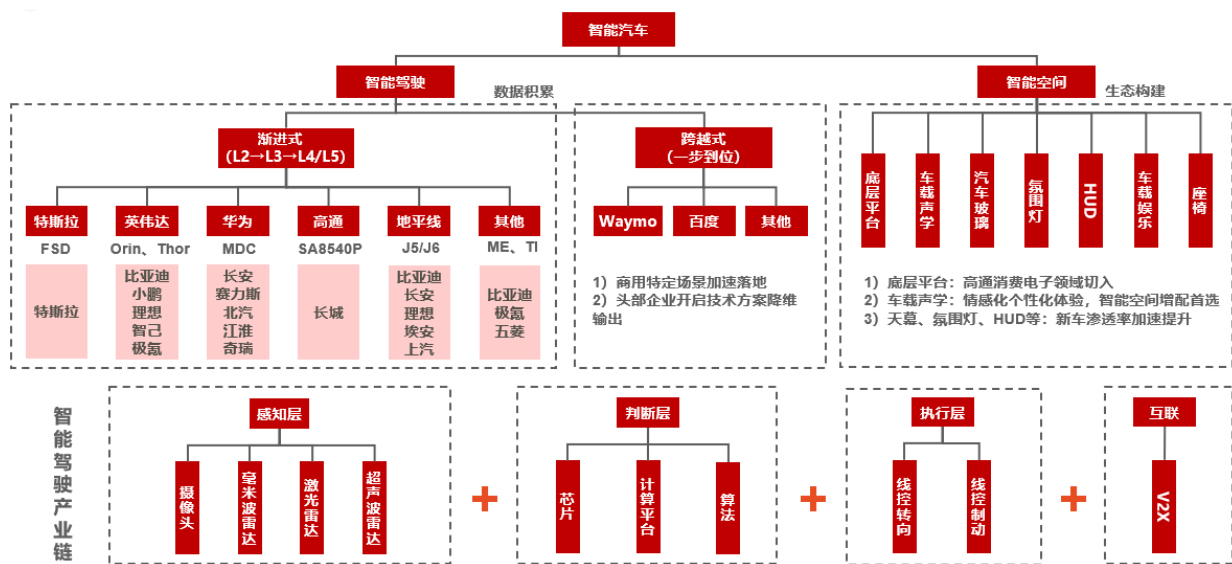 智能汽车
智能驾驶
智能空间
数据积累
生态构建
渐进式
(L2→L3→L4/L5)
跨越式
(一步到位)
特斯拉
英伟达
华为
高通
地平线
其他
FSD
Orin、Thor
MDC
SA8540P
J5/J6
ME、TI
特斯拉
比亚迪
小鹏
理想
智己
极氪
长安
赛力斯
北汽
江淮
奇瑞
长城
比亚迪
长安
理想
埃安
上汽
比亚迪
极氪
五菱
Waymo
百度
其他
1）商用特定场景加速落地
2）头部企业开启技术方案降维
输出
底层平台
车载声学
汽车玻璃
氛围灯
HUD
车载娱乐
座椅
1）底层平台：高通消费电子领域切入
2）车载声学：情感化个性化体验，智能空间增配首选
3）天幕、氛围灯、HUD等：新车渗透率加速提升
智能驾驶产业链
感知层
摄像头
毫米波雷达
激光雷达
超声波雷达
+
判断层
芯片
计算平台
算法
+
执行层
线控转向
线控制动
+
互联
V2X